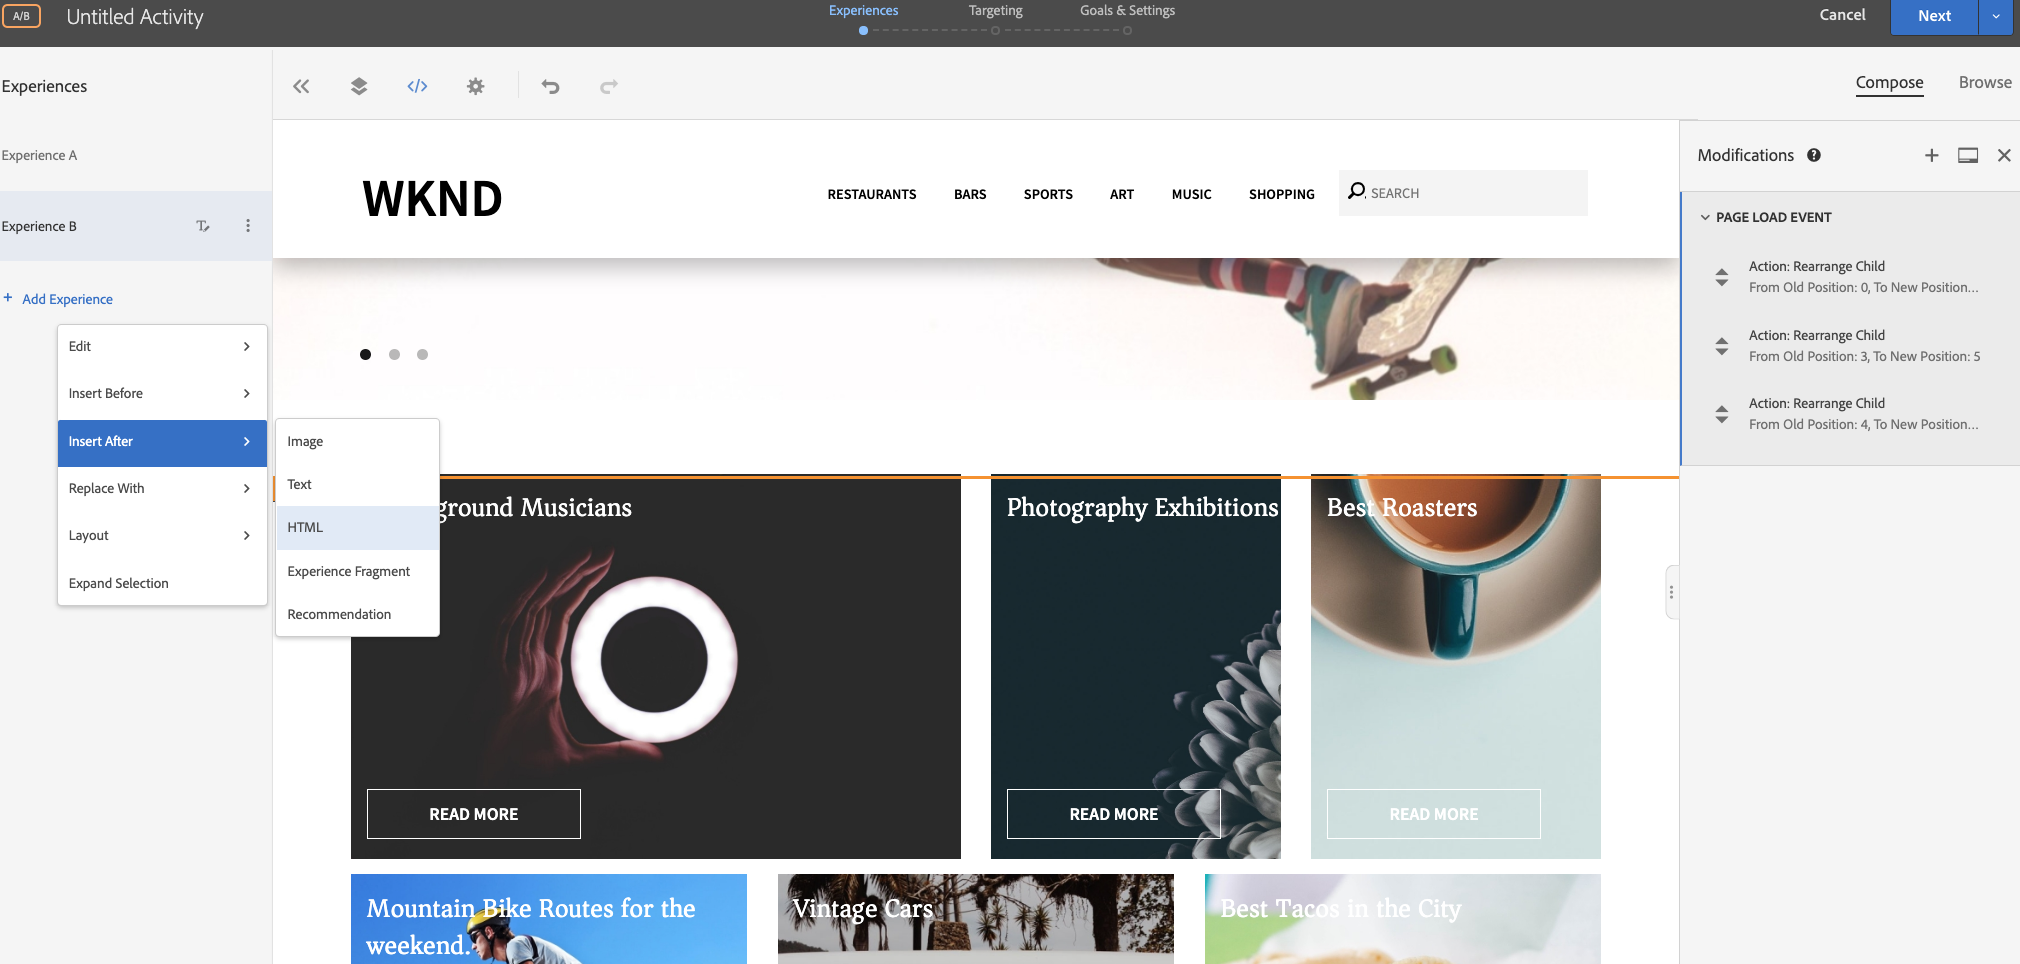 A/B
Untitled Activity
Experiences
Targeting
Goals & Settings
Cancel
Next
Experiences
Compose
Browse
Experience A
Experience B
+ Add Experience
Edit
Insert Before
Insert After
Replace With
Layout
Expand Selection
Image
Text
HTML
Experience Fragment
Recommendation
WKND
RESTAURANTS
BARS
SPORTS
ART
MUSIC
SHOPPING
SEARCH
ground Musicians
READ MORE
Photography Exhibitions
READ MORE
Best Roasters
READ MORE
Mountain Bike Routes for the
weekend.
Vintage Cars
Best Tacos in the City
Modifications
PAGE LOAD EVENT
Action: Rearrange Child
From Old Position: 0, To New Position...
Action: Rearrange Child
From Old Position: 3, To New Position: 5
Action: Rearrange Child
From Old Position: 4, To New Position...